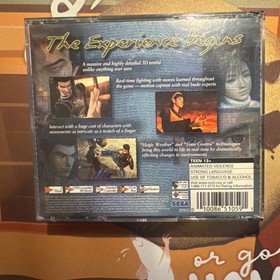 The Experience Begins
A massive and highly detailed 3D world
unlike anything ever seen
Real-time fighting with moves learned throughout
the game — motion capture with real budo experts
Interact with a huge cast of characters with
movements as intricate as a twitch of a finger
"Magic Weather" and "Time Control" technologies
bring this world to life in real-time by dramatically
effecting changes to environments
TEEN 13+
ANIMATED VIOLENCE
STRONG LANGUAGE
USE OF TOBACCO & ALCOHOL
SEGA
or go